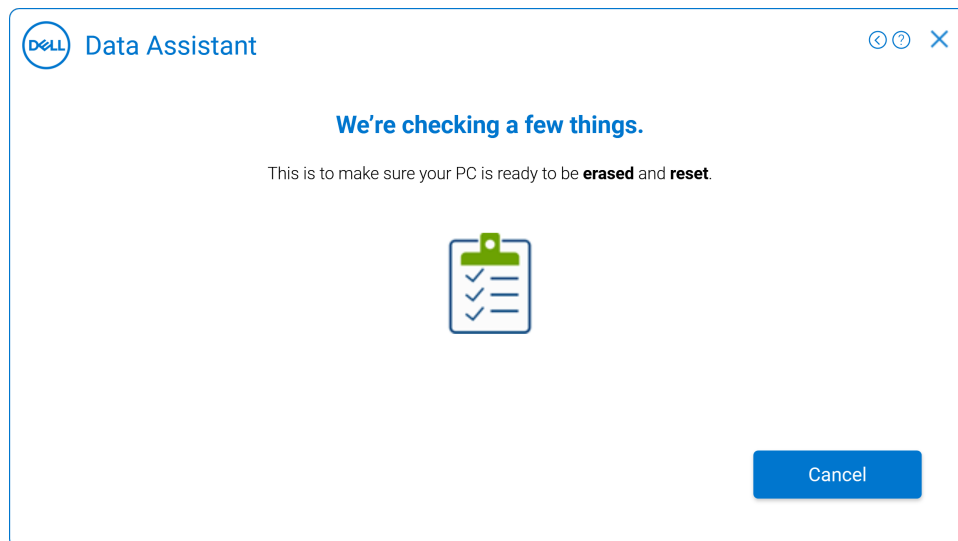 DELL Data Assistant
We're checking a few things.
This is to make sure your PC is ready to be erased and reset.
Cancel